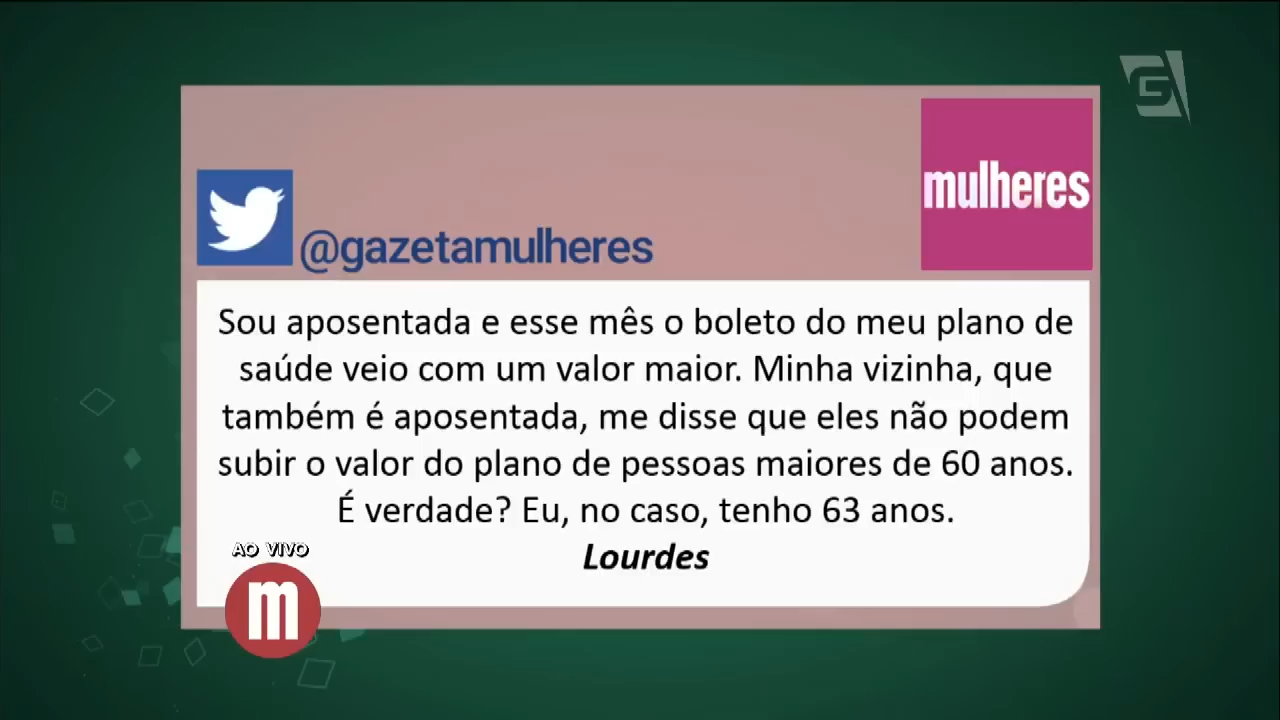 mulheres
@gazetamulheres
Sou aposentada e esse mês o boleto do meu plano de
saúde veio com um valor maior. Minha vizinha, que
também é aposentada, me disse que eles não podem
subir o valor do plano de pessoas maiores de 60 anos.
É verdade? Eu, no caso, tenho 63 anos.
Lourdes
AO VIVO
m
G